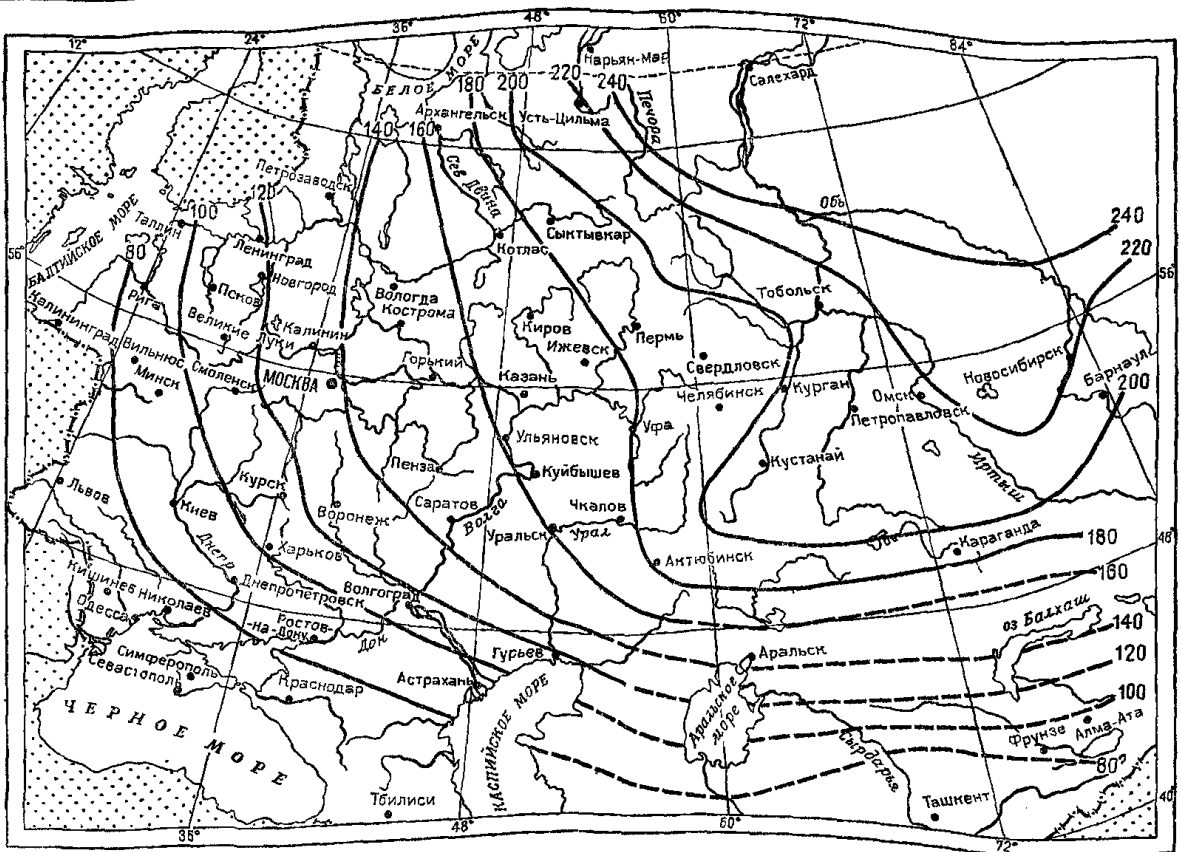 12°
24°
36°
48°
60°
72°
84°
Нарьян-Мар
Салехард
БЕЛОЕ МОРЕ
180
200
220
240
Печора
Архангельск
Усть-Цильма
140
160
Петрозаводск
Сев Двина
100
120
Обь
Таллин
Ленинград
Сыктывкар
Котлас
240
220
БАЛТИЙСКОЕ МОРЕ
56°
80
Новгород
Псков
Рига
Вологда
Тобольск
56°
Калининград
Великие Луки
Калинин
Кострома
Киров
Пермь
Ижевск
Вильнюс
Смоленск
Горький
Свердловск
Новосибирск
Барнаул
Минск
МОСКВА
Казань
Челябинск
Курган
Омск
Петропавловск
200
Ульяновск
Уфа
Пенза
Куйбышев
Кустанай
Иртыш
Львов
Курск
Киев
Воронеж
Саратов
Волга
Чкалов
Уральск
Урал
Днепр
Харьков
Актюбинск
Караганда
180
48°
Кишинев
Николаев
Днепропетровск
Волгоград
160
Одесса
Ростов-
-на-Дону
Дон
оз Балхаш
140
Гурьев
Аральск
120
Симферополь
Севастополь
Краснодар
Астрахань
Аральское
море
100
ЧЕРНОЕ МОРЕ
КАСПИЙСКОЕ МОРЕ
Сырдарья
Фрунзе
Алма-Ата
80°
Тбилиси
Ташкент
40°
36°
48°
60°
72°